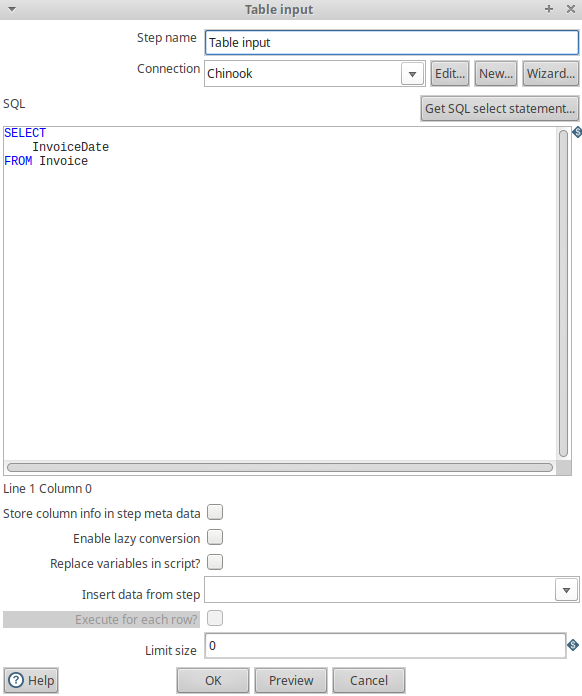 Table input
Step name Table input
Connection Chinook Edit... New... Wizard...
SQL
Get SQL select statement...
SELECT
InvoiceDate
FROM Invoice
Line 1 Column 0
Store column info in step meta data
Enable lazy conversion
Replace variables in script?
Insert data from step
Execute for each row?
Limit size 0
Help OK Preview Cancel